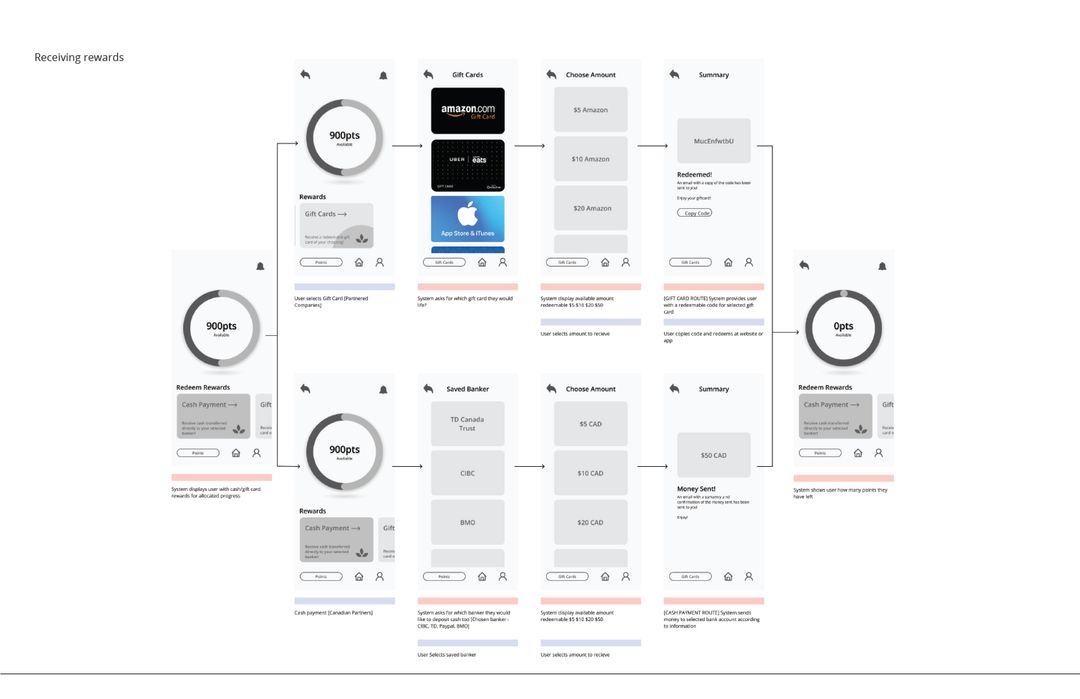 Receiving rewards
900pts
Available
Redeem Rewards
Cash Payment
Receive cash transferred
directly to your selected
banker!
Gift
Points
System displays user with cash/gift card
rewards for allocated progress
900pts
Available
Rewards
Gift Cards
Receive a redeemable gift
card of your choosing!
Points
User selects Gift Card [Partnered
Companies]
Gift Cards
amazon.com
Gift Card
UBER
eats
GIFT CARD
App Store & iTunes
Gift Cards
System asks for which gift card they would
life?
Choose Amount
$5 Amazon
$10 Amazon
$20 Amazon
Gift Cards
System display available amount
redeemable $5 $10 $20 $50
User selects amount to recieve
Summary
MucEnfwtbU
Redeemed!
An email with a copy of the code has been
sent to you!
Enjoy your giftcard!
Copy Code
Gift Cards
[GIFT CARD ROUTE] System provides user
with a redeemable code for selected gift
card
User copies code and redeems at website or
app
900pts
Available
Rewards
Cash Payment
Receive cash transferred
directly to your selected
banker!
Gift
Points
Cash payment [Canadian Partners]
Saved Banker
TD Canada
Trust
CIBC
BMO
Points
System asks for which banker they would
like to deposit cash too [Chosen banker -
CIBC, TD, Paypal, BMO]
User Selects saved banker
Choose Amount
$5 CAD
$10 CAD
$20 CAD
Gift Cards
System display available amount
redeemable $5 $10 $20 $50
User selects amount to recieve
Summary
$50 CAD
Money Sent!
An email with a summary and
confirmation of the money sent has been
sent to you!
Enjoy!
Gift Cards
[CASH PAYMENT ROUTE] System sends
money to selected bank account according
to information
0pts
Available
Redeem Rewards
Cash Payment
Receive cash transferred
directly to your selected
banker!
Gift
Points
System shows user how many points they
have left